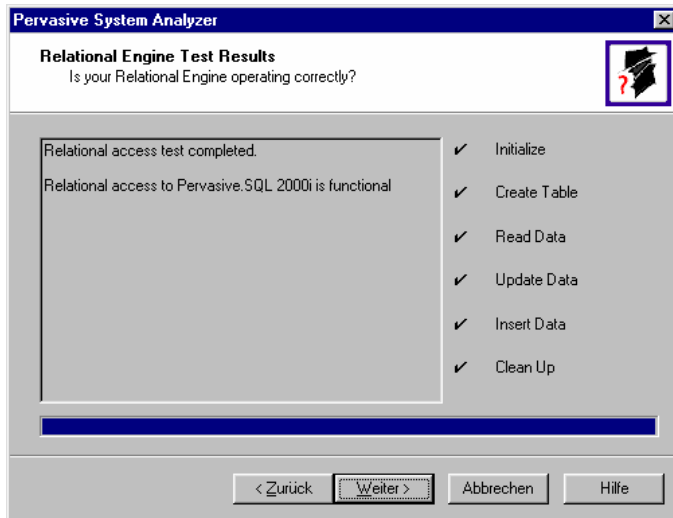 Pervasive System Analyzer
Relational Engine Test Results
Is your Relational Engine operating correctly?
?
Relational access test completed.
Relational access to Pervasive.SQL 2000i is functional
Initialize
Create Table
Read Data
Update Data
Insert Data
Clean Up
< Zurück
Weiter >
Abbrechen
Hilfe